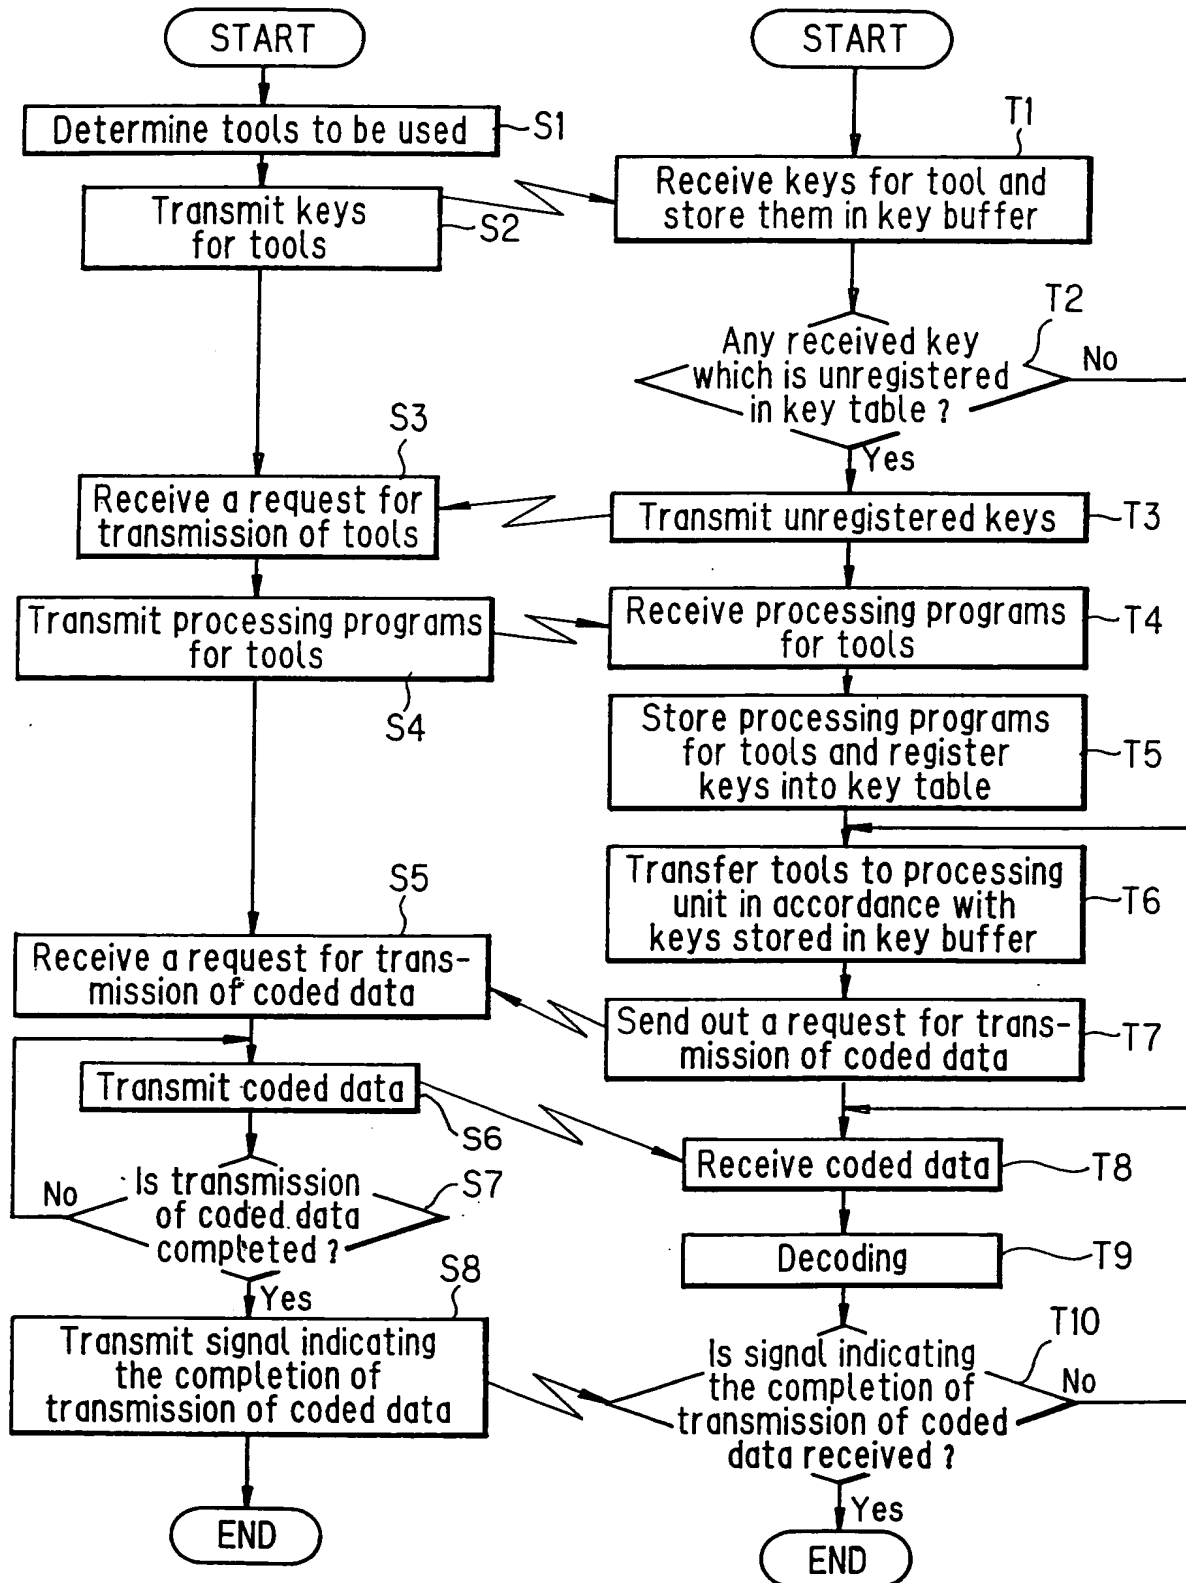 START
Determine tools to be used
S1
Transmit keys
for tools
S2
S3
Receive a request for
transmission of tools
Transmit processing programs
for tools
S4
S5
Receive a request for trans-
mission of coded data
Transmit coded data
S6
Is transmission
of coded data
completed ?
S7
No
Yes
S8
Transmit signal indicating
the completion of
transmission of coded data
END
START
T1
Receive keys for tool and
store them in key buffer
T2
Any received key
which is unregistered
in key table ?
No
Yes
Transmit unregistered keys
T3
Receive processing programs
for tools
T4
Store processing programs
for tools and register
keys into key table
T5
Transfer tools to processing
unit in accordance with
keys stored in key buffer
T6
Send out a request for trans-
mission of coded data
T7
Receive coded data
T8
Decoding
T9
T10
Is signal indicating
the completion of
transmission of coded
data received ?
No
Yes
END